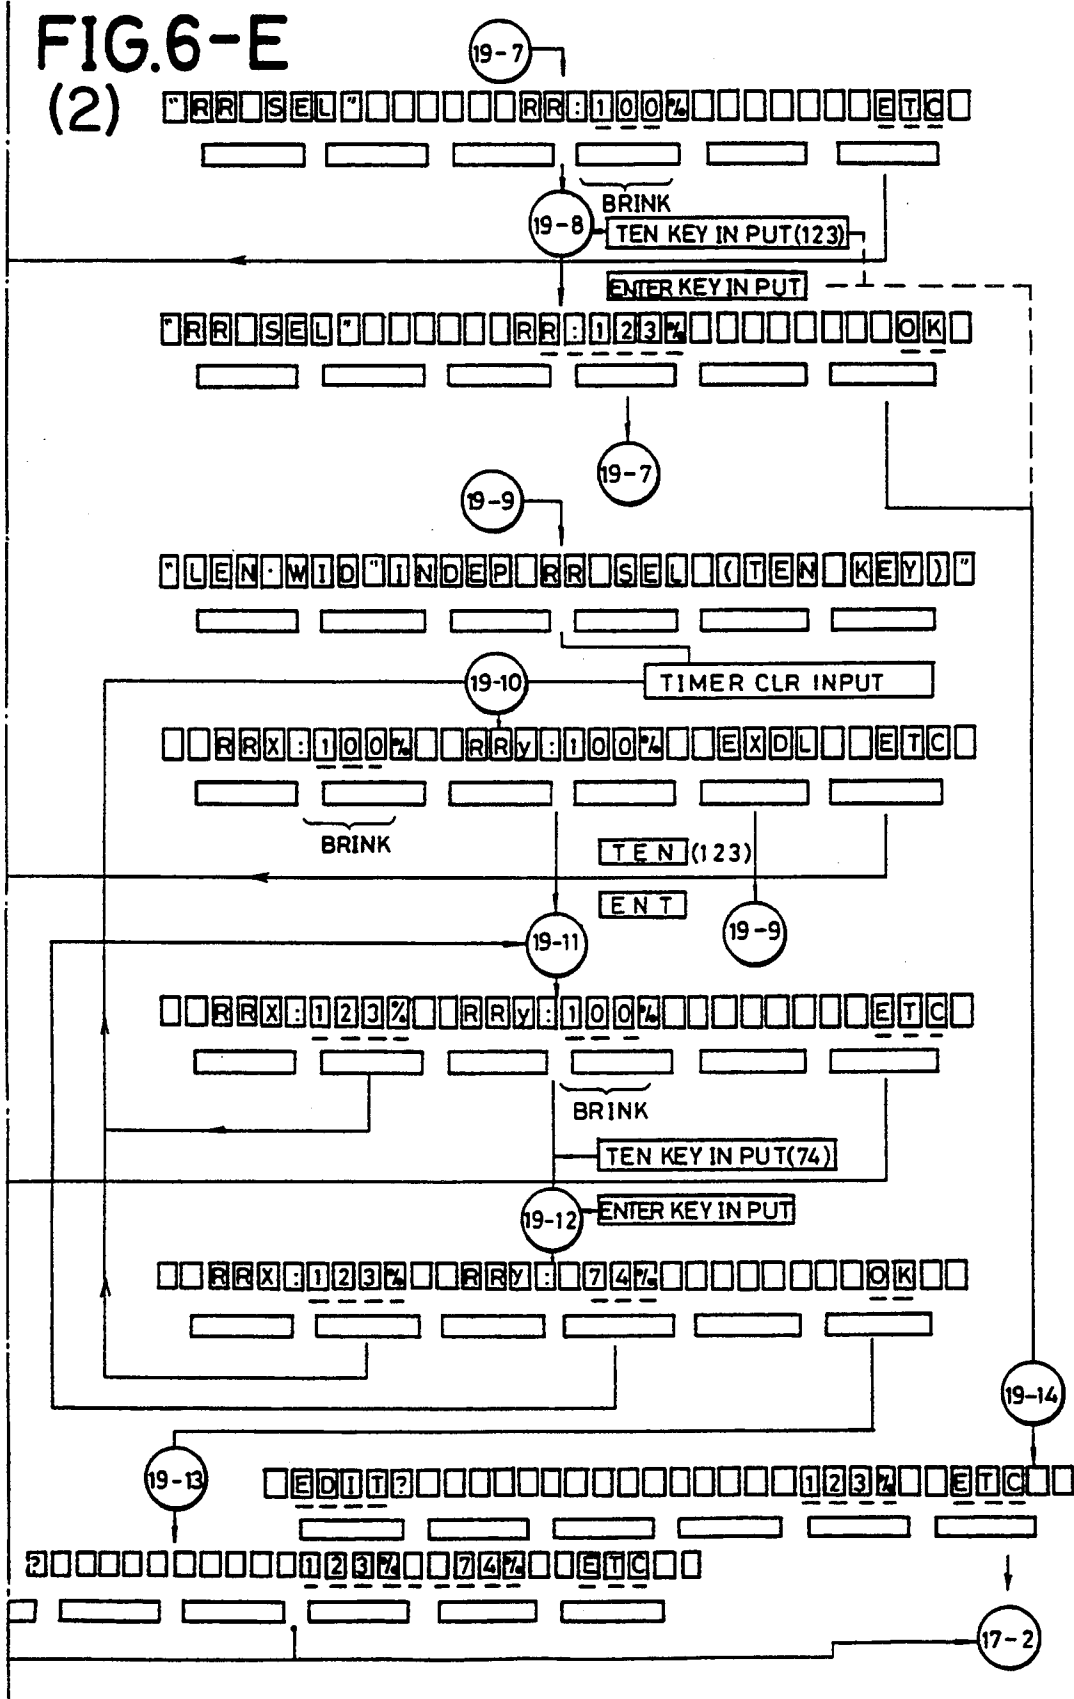 FIG.6-E
(2)
19-7
"RR SEL" RR:100% ETC
BRINK
19-8
TEN KEY IN PUT(123)
ENTER KEY IN PUT
"RR SEL" RR:123% OK
19-7
19-9
"LEN·WID"INDEP RR SEL (TEN KEY)"
19-10
TIMER CLR INPUT
RRX:100% RRy:100% EXDL ETC
BRINK
TEN (123)
ENT
19-11
19-9
RRX:123% RRy:100% ETC
BRINK
TEN KEY IN PUT(74)
19-12
ENTER KEY IN PUT
RRX:123% RRy: 74% OK
19-14
19-13
EDIT? 123% ETC
? 123% 74% ETC
17-2